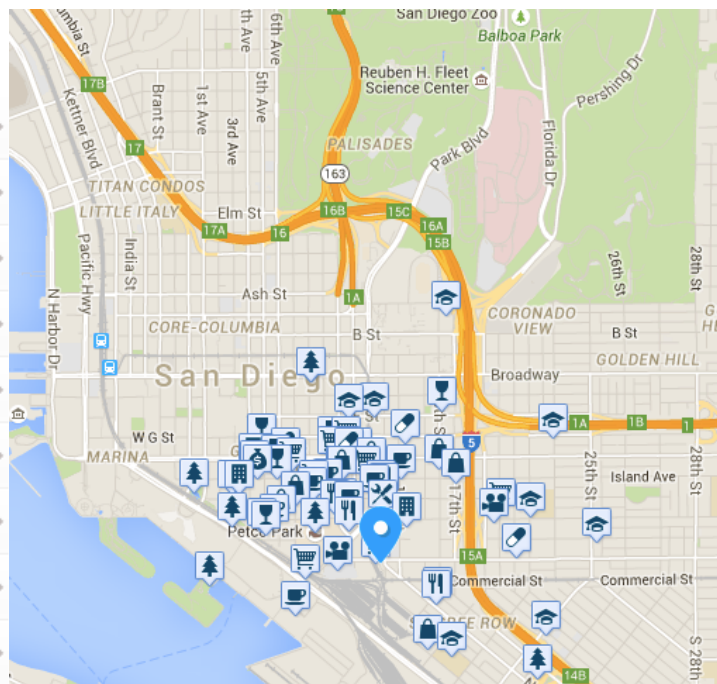 San Diego Zoo
Balboa Park
6th Ave
5th Ave
17B
Reuben H. Fleet
Science Center
Pershing Dr
Kettner Blvd
Brant St
1st Ave
3rd Ave
Florida Dr
17
PALISADES
Park Blvd
163
TITAN CONDOS
LITTLE ITALY
Elm St
16B
15C
17A
16
16A
15B
Pacific Hwy
India St
26th St
28th St
N Harbor Dr
Ash St
1A
CORONADO
VIEW
CORE-COLUMBIA
B St
B St
GOLDEN HILL
San Diego
Broadway
1A
1B
1
W G St
5
MARINA
17th St
25th St
28th St
Island Ave
Petco Park
15A
Commercial St
Commercial St
S 28th
14B